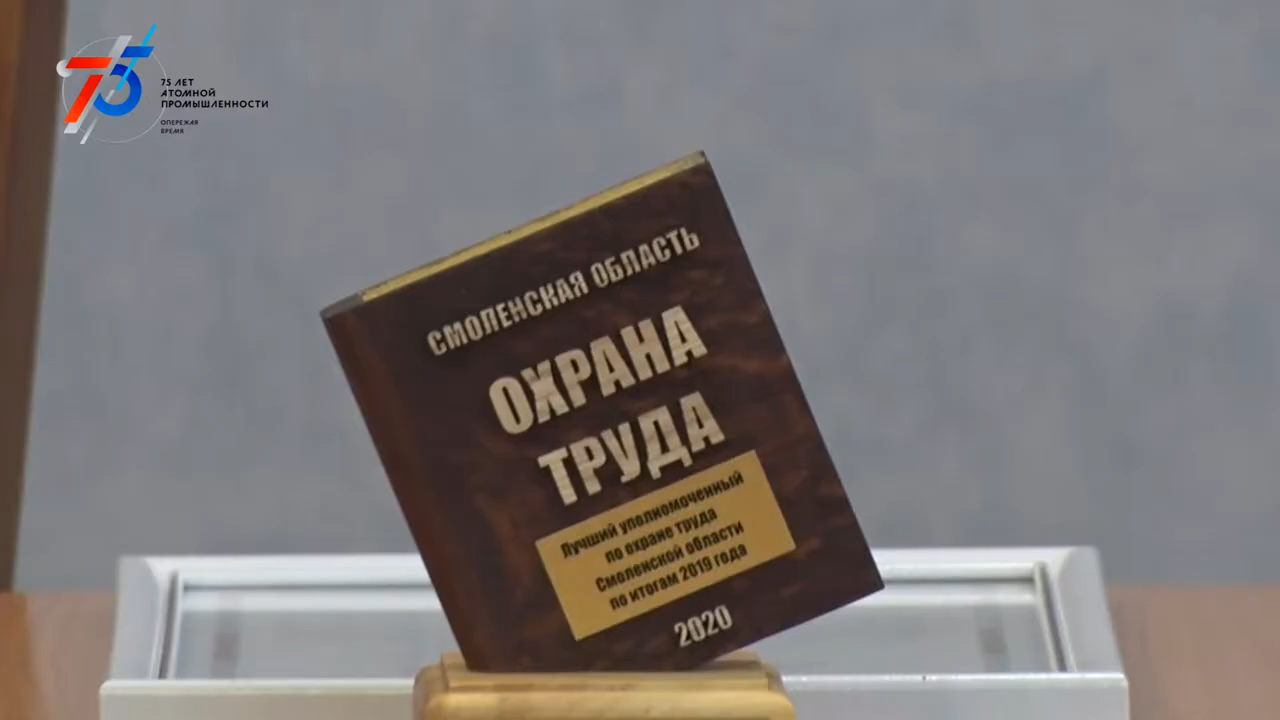 75 ЛЕТ
АТОМНОЙ
ПРОМЫШЛЕННОСТИ
ОПЕРЕЖАЯ
ВРЕМЯ
СМОЛЕНСКАЯ ОБЛАСТЬ
ОХРАНА
ТРУДА
Лучший уполномоченный
по охране труда
Смоленской области
по итогам 2019 года
2020